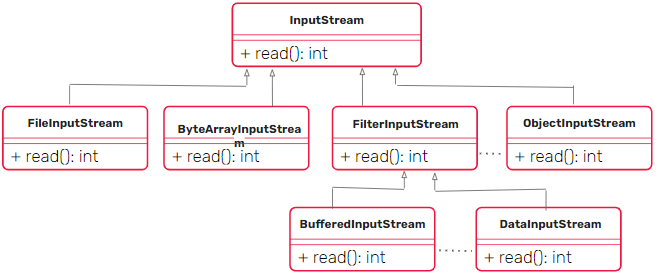 InputStream
+ read(): int
FileInputStream
+ read(): int
ByteArrayInputStrea
m
+ read(): int
FilterInputStream
+ read(): int
ObjectInputStream
+ read(): int
BufferedInputStream
+ read(): int
DataInputStream
+ read(): int